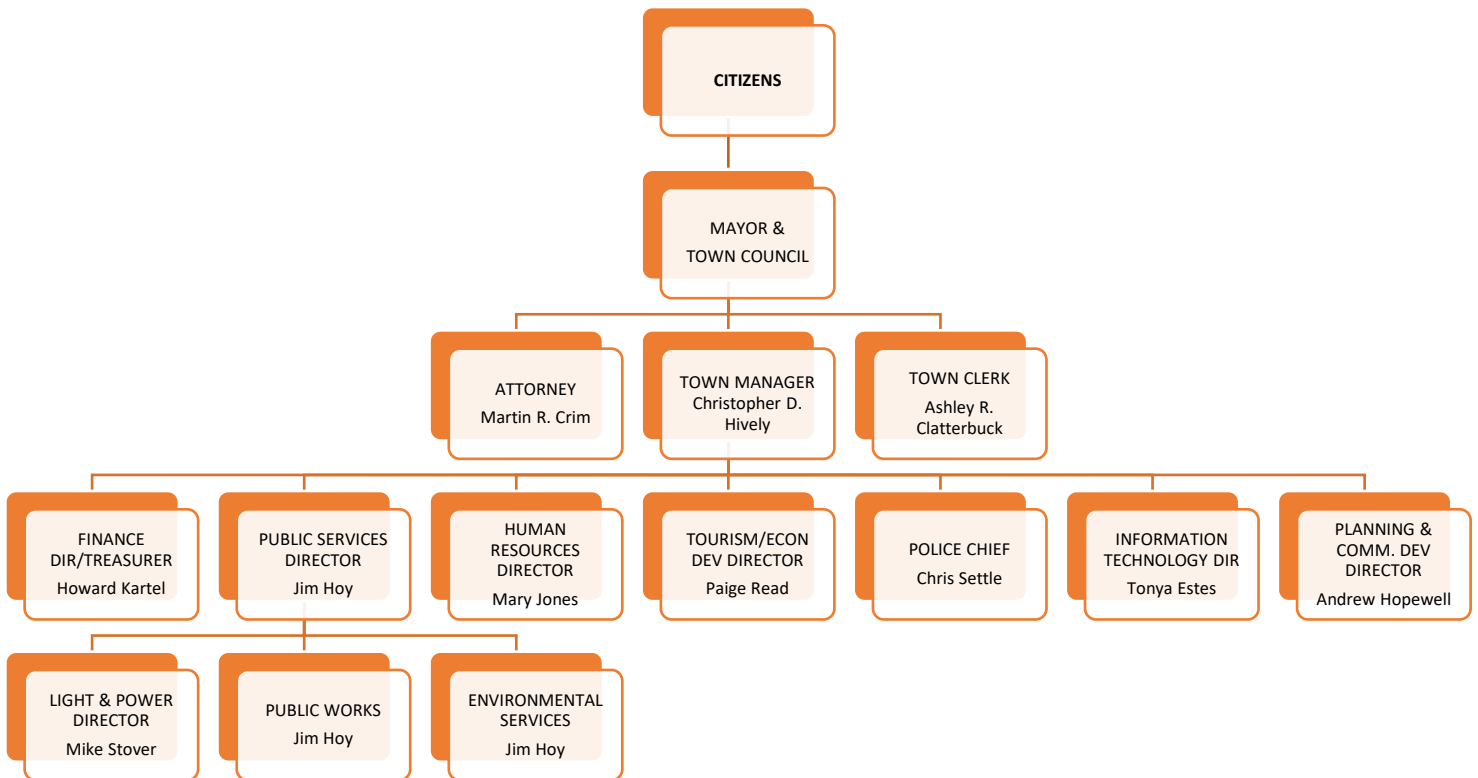 CITIZENS
MAYOR &
TOWN COUNCIL
ATTORNEY
Martin R. Crim
TOWN MANAGER
Christopher D.
Hively
TOWN CLERK
Ashley R.
Clatterbuck
FINANCE
DIR/TREASURER
Howard Kartel
PUBLIC SERVICES
DIRECTOR
Jim Hoy
HUMAN
RESOURCES
DIRECTOR
Mary Jones
TOURISM/ECON
DEV DIRECTOR
Paige Read
POLICE CHIEF
Chris Settle
INFORMATION
TECHNOLOGY DIR
Tonya Estes
PLANNING &
COMM. DEV
DIRECTOR
Andrew Hopewell
LIGHT & POWER
DIRECTOR
Mike Stover
PUBLIC WORKS
Jim Hoy
ENVIRONMENTAL
SERVICES
Jim Hoy